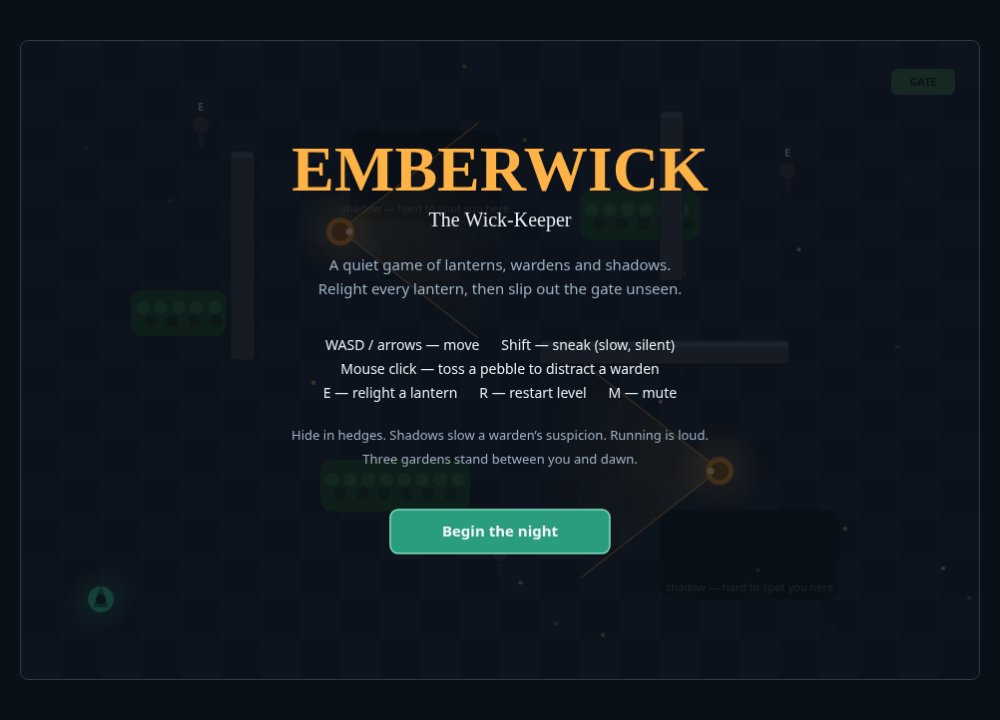 GATE
E
E
EMBERWICK
shadow — hard to spot you here
The Wick-Keeper
A quiet game of lanterns, wardens and shadows.
Relight every lantern, then slip out the gate unseen.
WASD / arrows — move Shift — sneak (slow, silent)
Mouse click — toss a pebble to distract a warden
E — relight a lantern R — restart level M — mute
Hide in hedges. Shadows slow a warden’s suspicion. Running is loud.
Three gardens stand between you and dawn.
Begin the night
shadow — hard to spot you here